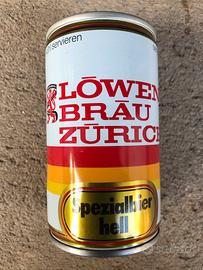 servieren
LÖWEN
BRÄU
ZÜRICH
Spezialbier
hell